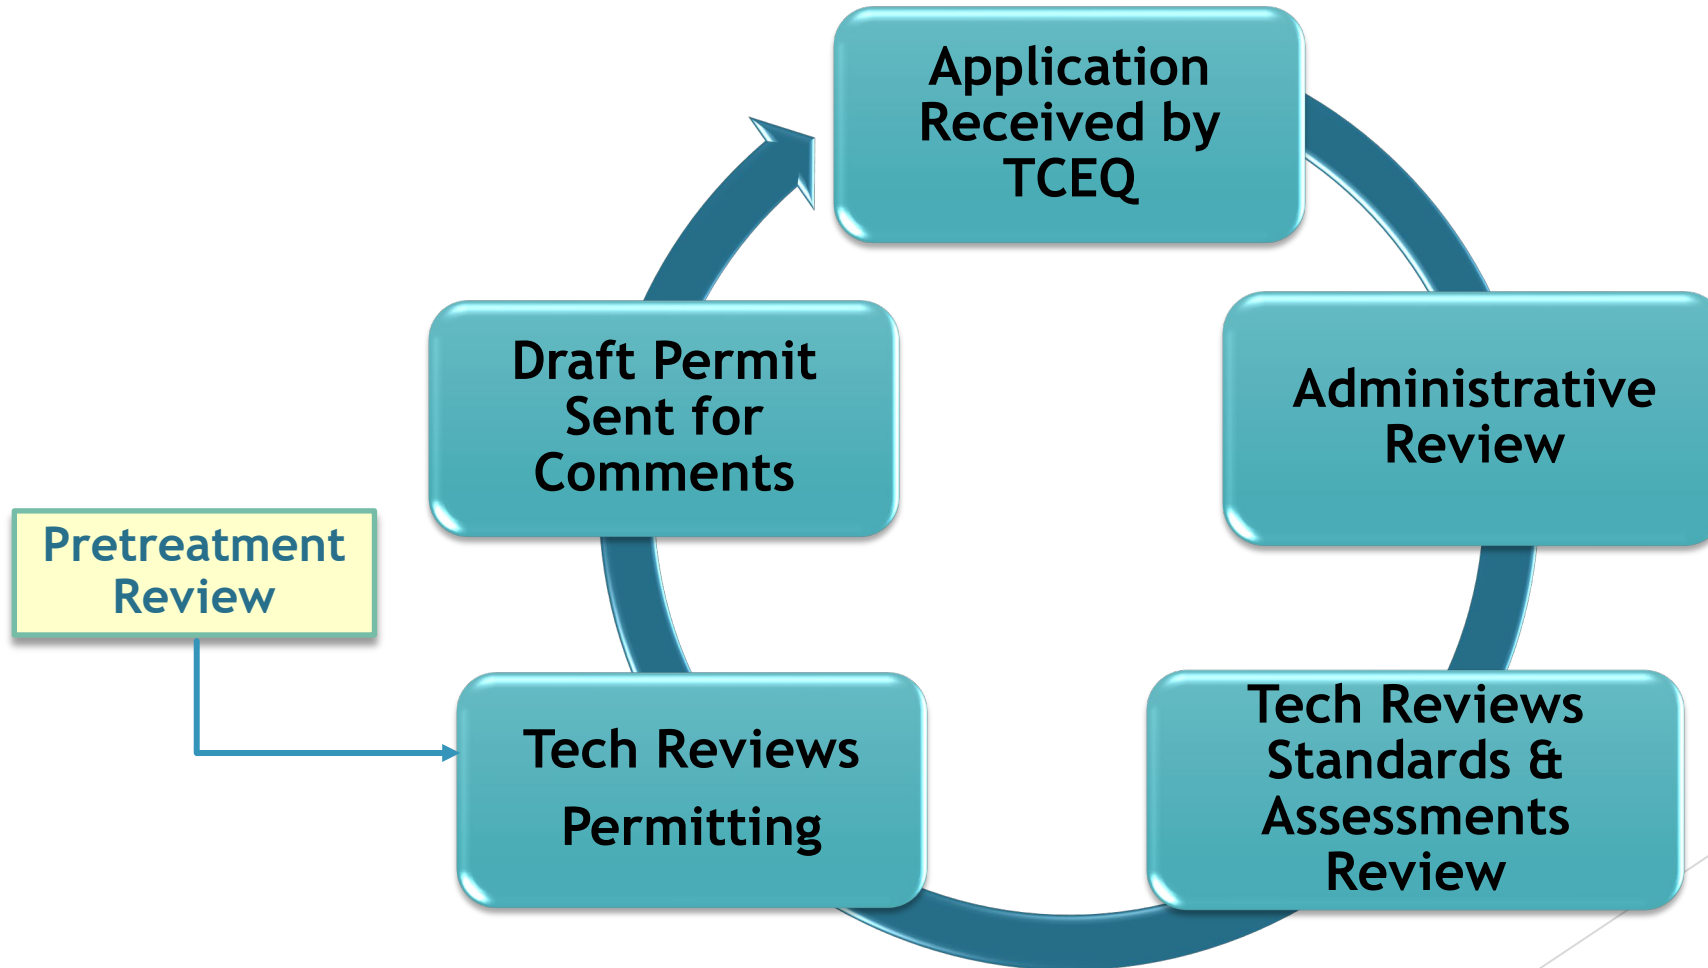 Application
Received by
TCEQ
Administrative
Review
Tech Reviews
Standards &
Assessments
Review
Tech Reviews
Permitting
Draft Permit
Sent for
Comments
Pretreatment
Review